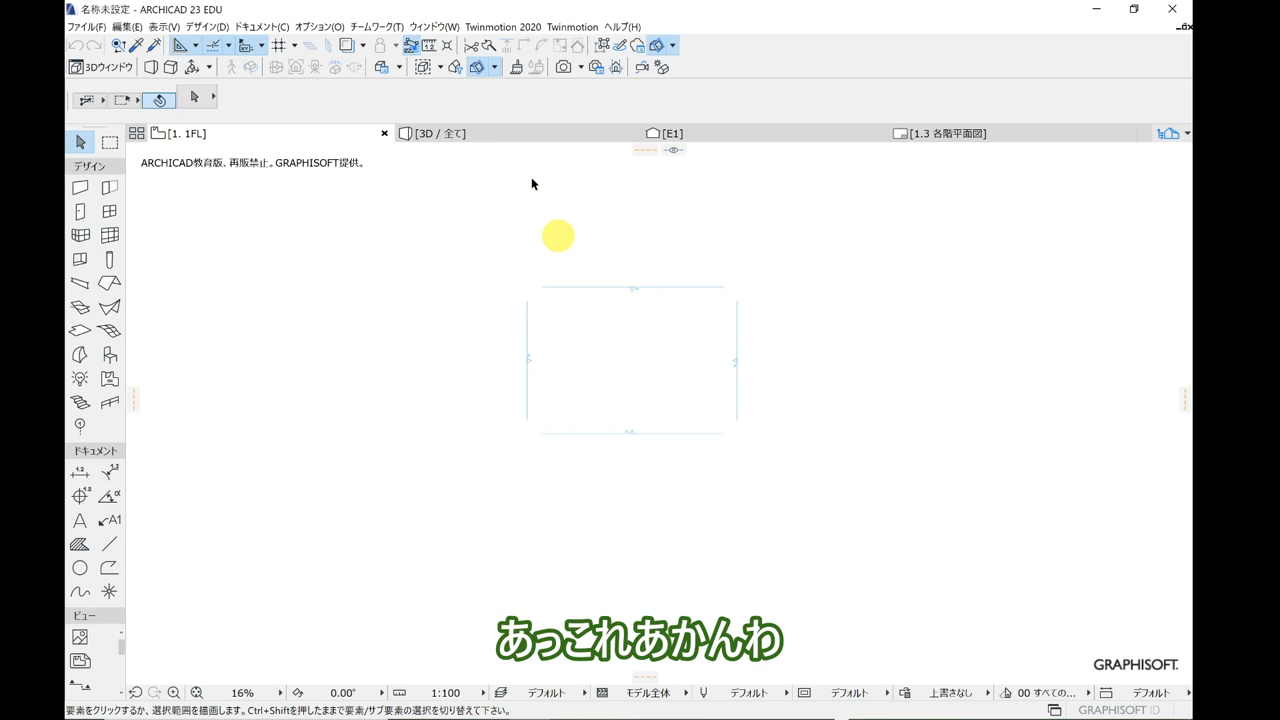 名称未設定 - ARCHICAD 23 EDU
ファイル(F) 編集(E) 表示(V) デザイン(D) ドキュメント(C) オプション(O) チームワーク(T) ウィンドウ(W) Twinmotion 2020 Twinmotion ヘルプ(H)
3Dウィンドウ
[1. 1FL] [3D / 全て] [E1] [1.3 各階平面図]
デザイン
ARCHICAD教育版、再販禁止。GRAPHISOFT提供。
ドキュメント
1.2
1.2
A A1
ビュー
あっこれあかんわ
GRAPHISOFT.
16% 0.00° 1:100 デフォルト モデル全体 デフォルト デフォルト 上書きなし 00 すべての... デフォルト
要素をクリックするか、選択範囲を描画します。Ctrl+Shiftを押したまま要素/サブ要素の選択を切り替えて下さい。
GRAPHISOFT ID